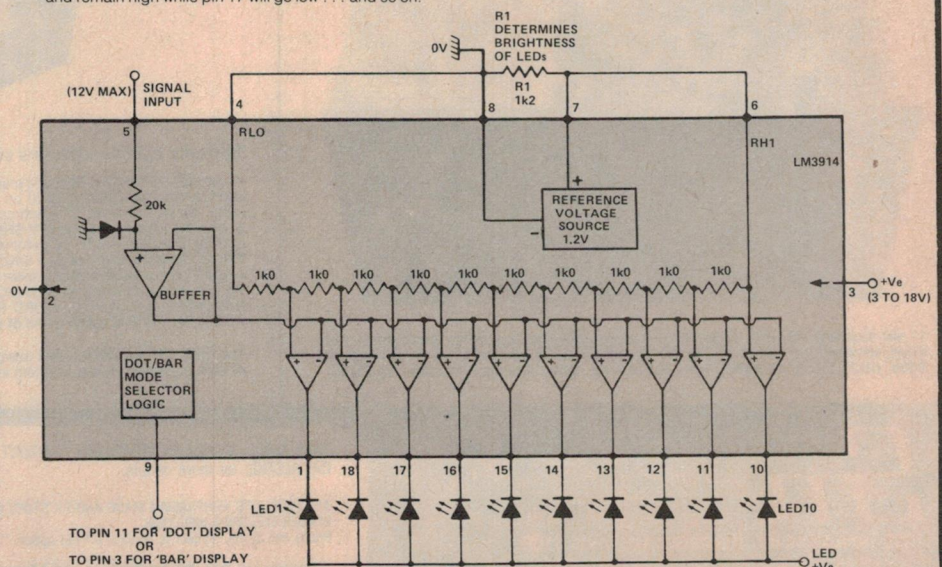 and remain high while pin 17 will go low . . . and so on.
R1
DETERMINES
BRIGHTNESS
OF LEDs
0V
R1
1k2
(12V MAX)
SIGNAL
INPUT
5
4
8
7
6
RLO
RH1
LM3914
20k
+
REFERENCE
VOLTAGE
SOURCE
1.2V
-
+ -
BUFFER
0V
2
1k0 1k0 1k0 1k0 1k0 1k0 1k0 1k0 1k0
3
+Ve
(3 TO 18V)
+ - + - + - + - + - + - + - + - + - + -
DOT/BAR
MODE
SELECTOR
LOGIC
9
1 18 17 16 15 14 13 12 11 10
LED1
LED10
TO PIN 11 FOR 'DOT' DISPLAY
OR
TO PIN 3 FOR 'BAR' DISPLAY
LED
+Ve